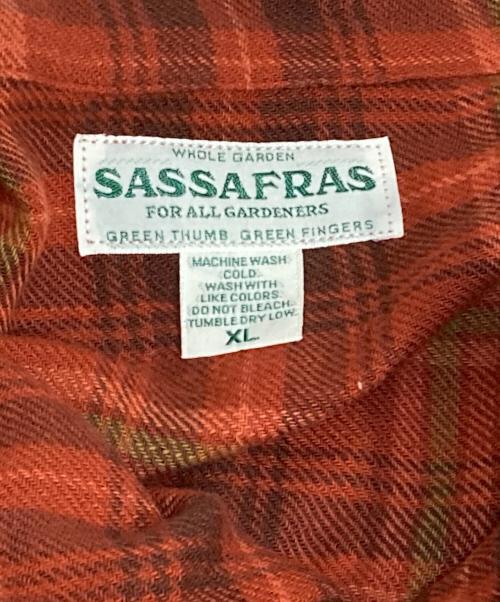 WHOLE GARDEN
SASSAFRAS
FOR ALL GARDENERS
GREEN THUMB GREEN FINGERS
MACHINE WASH
COLD.
WASH WITH
LIKE COLORS.
DO NOT BLEACH.
TUMBLE DRY LOW.
XL